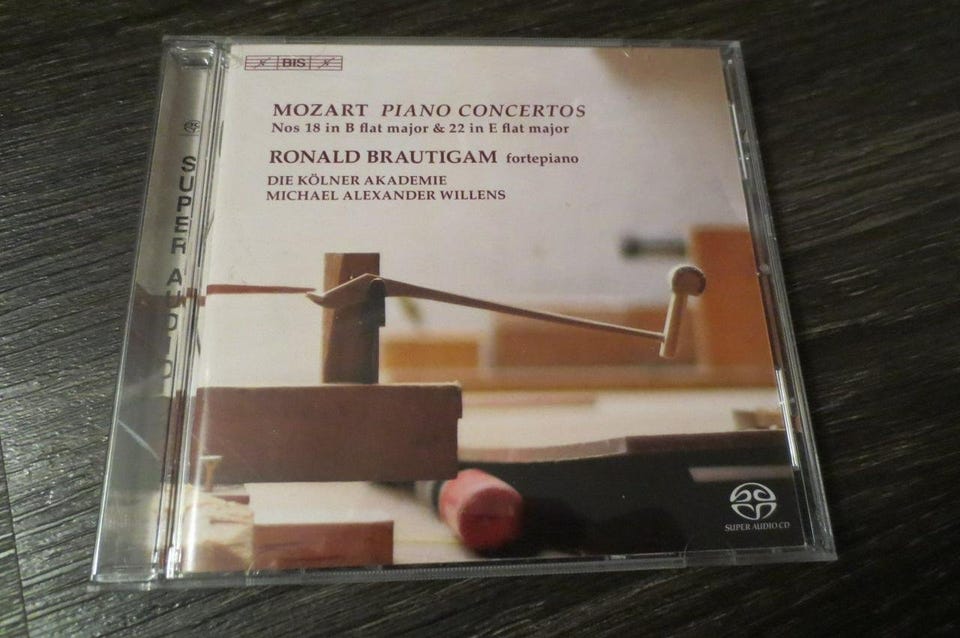 BIS
MOZART PIANO CONCERTOS
Nos 18 in B flat major & 22 in E flat major
RONALD BRAUTIGAM fortepiano
DIE KÖLNER AKADEMIE
MICHAEL ALEXANDER WILLENS
SUPER AUDIO CD
SUPER AUDIO